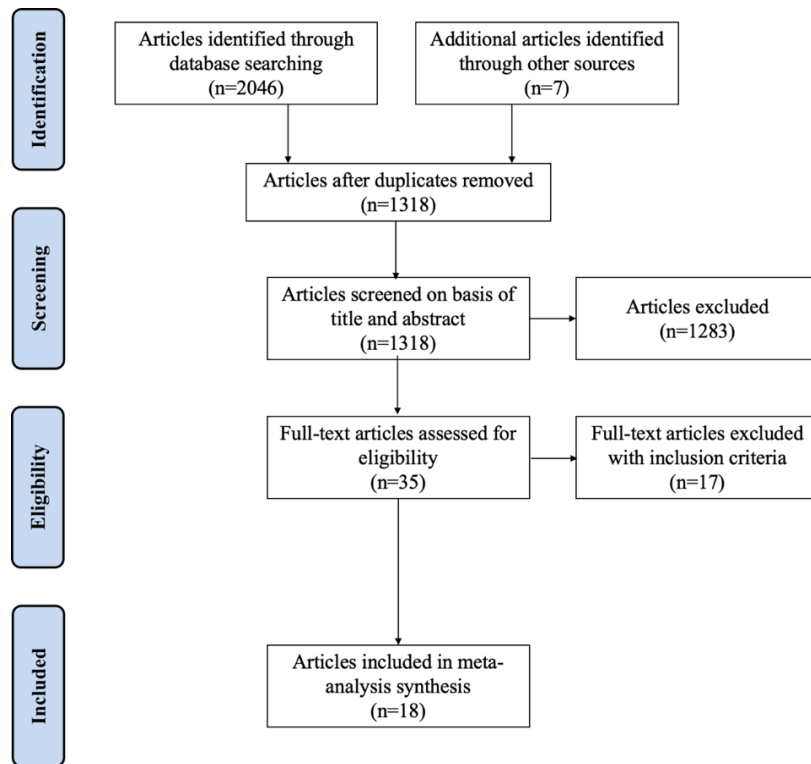 Identification
Articles identified through
database searching
(n=2046)
Additional articles identified
through other sources
(n=7)
Articles after duplicates removed
(n=1318)
Screening
Articles screened on basis of
title and abstract
(n=1318)
Articles excluded
(n=1283)
Eligibility
Full-text articles assessed for
eligibility
(n=35)
Full-text articles excluded
with inclusion criteria
(n=17)
Included
Articles included in meta-
analysis synthesis
(n=18)